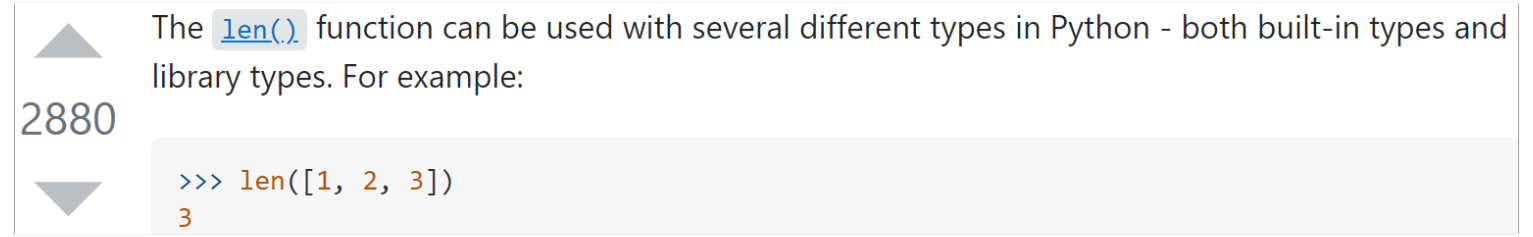 The len() function can be used with several different types in Python - both built-in types and
library types. For example:
2880
>>> len([1, 2, 3])
3